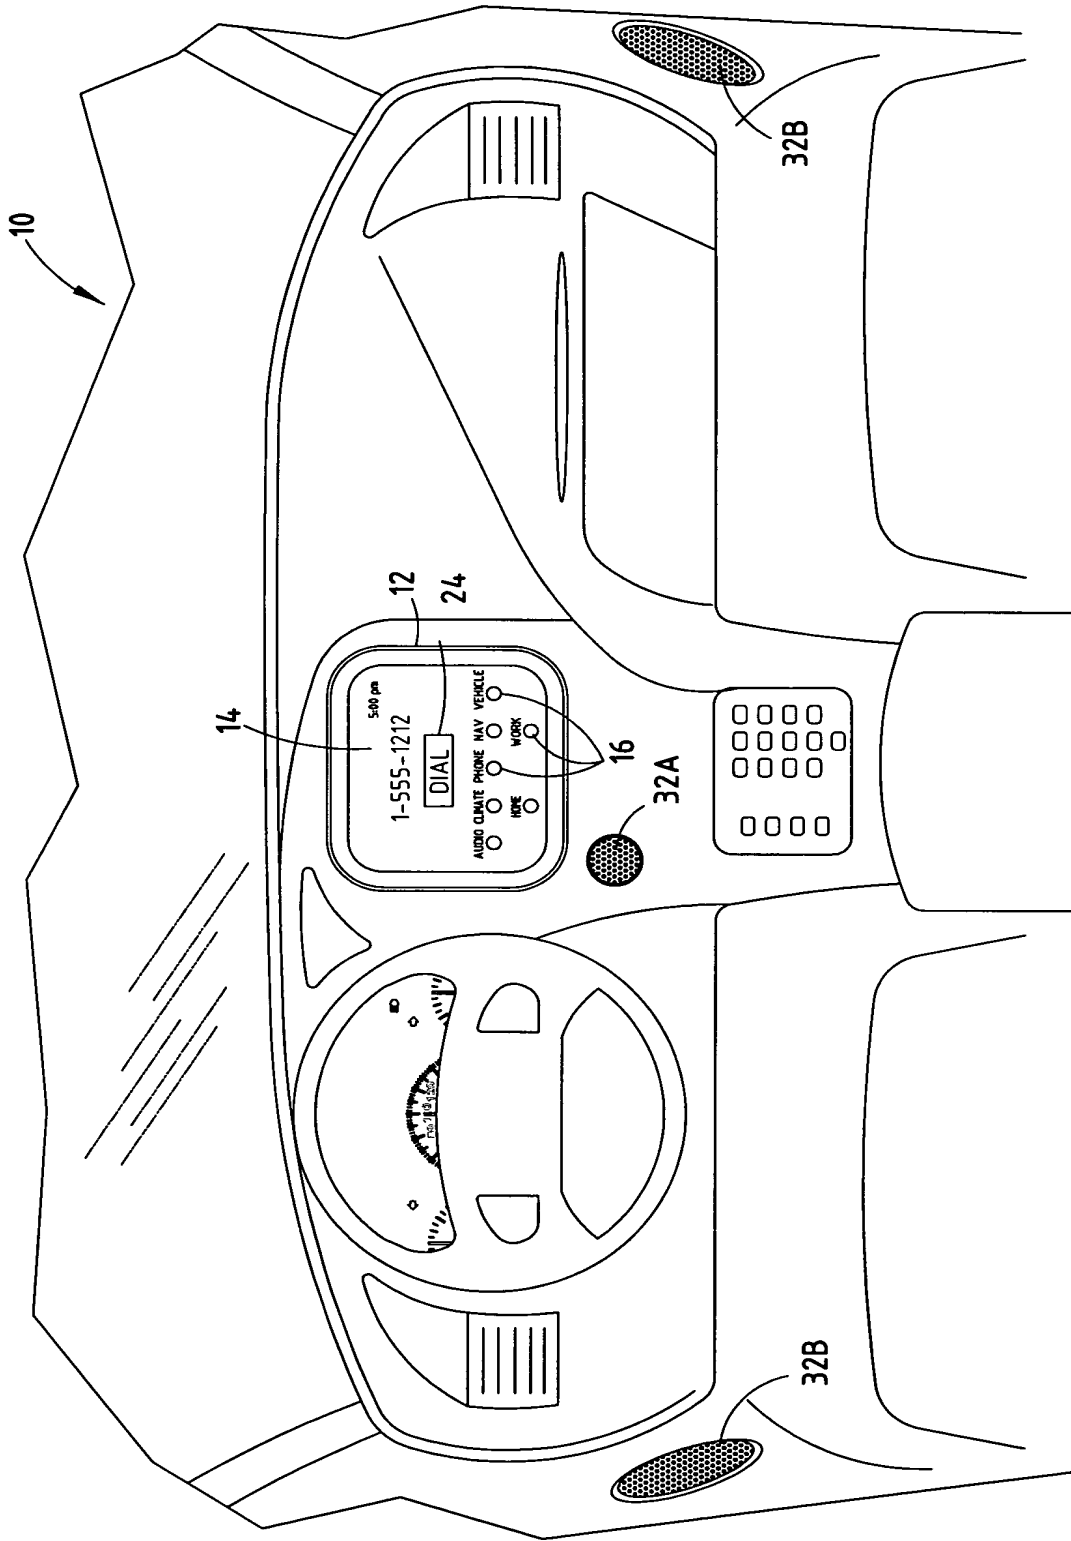 10
14
5:00 pm
12
1-555-1212
24
DIAL
AUDIO CLIMATE PHONE NAV VEHICLE
HOME WORK
16
32A
32B
32B